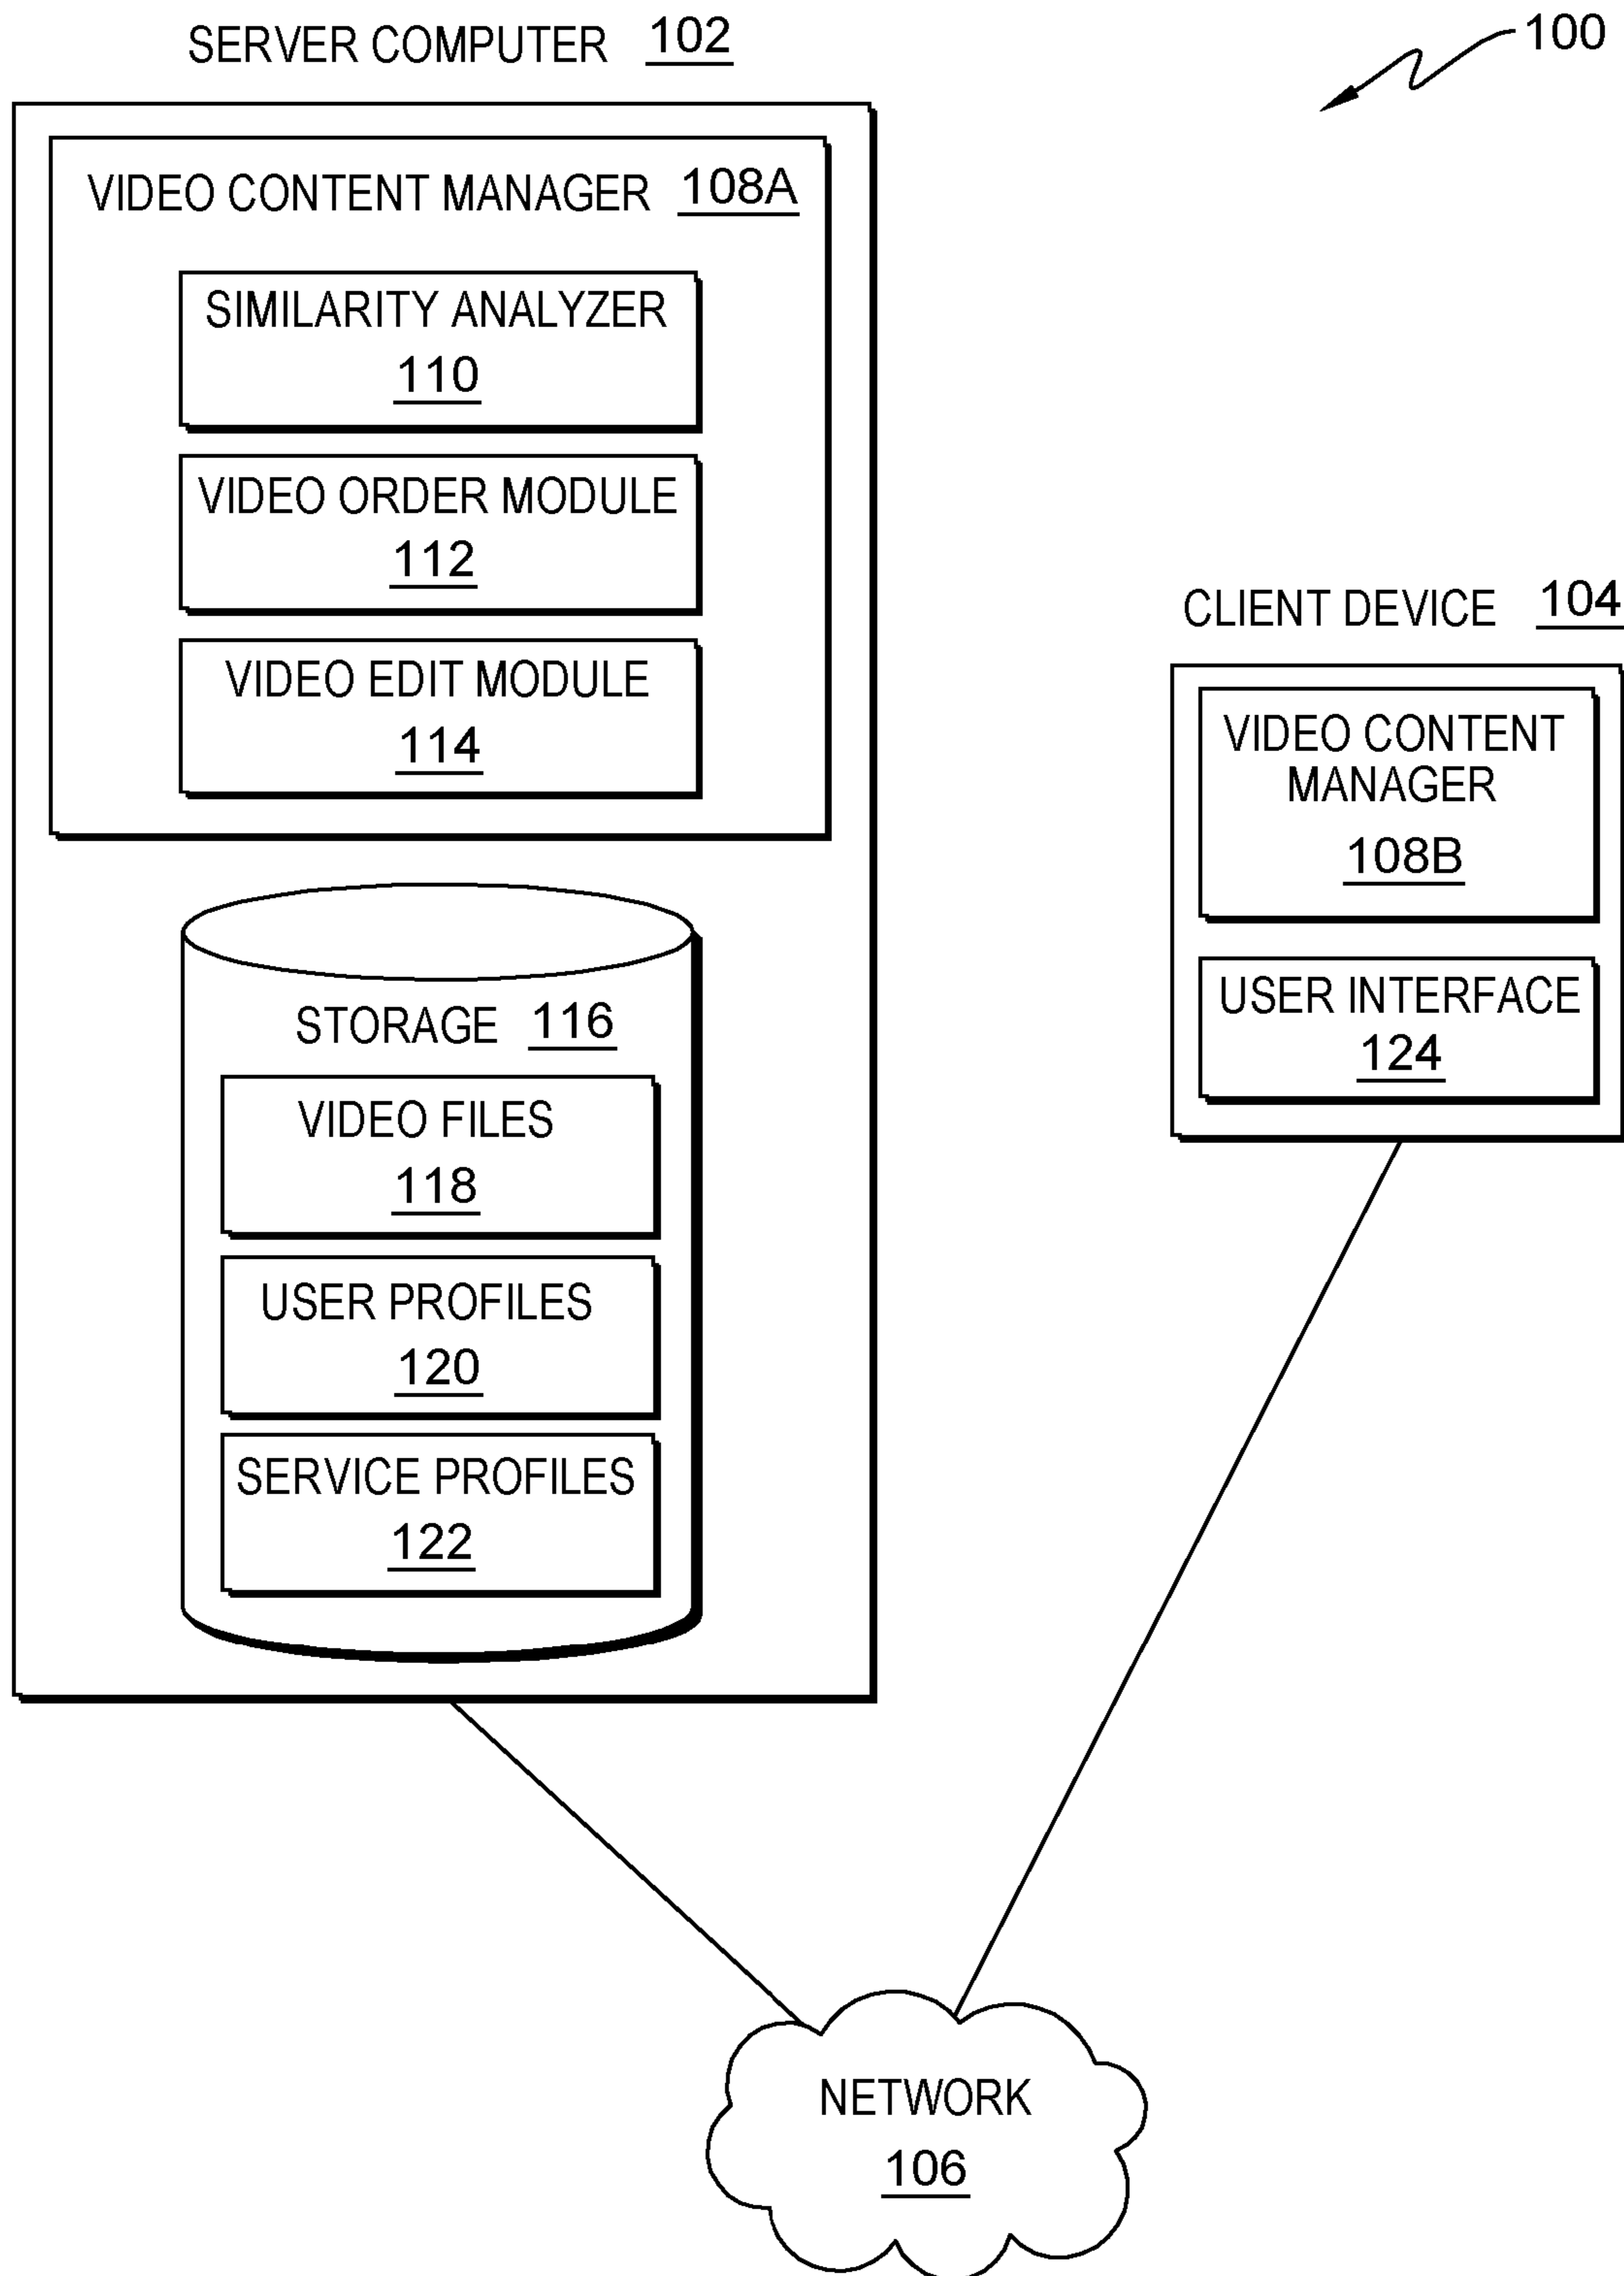 SERVER COMPUTER 102
100
VIDEO CONTENT MANAGER 108A
SIMILARITY ANALYZER
110
VIDEO ORDER MODULE
112
VIDEO EDIT MODULE
114
STORAGE 116
VIDEO FILES
118
USER PROFILES
120
SERVICE PROFILES
122
CLIENT DEVICE 104
VIDEO CONTENT
MANAGER
108B
USER INTERFACE
124
NETWORK
106